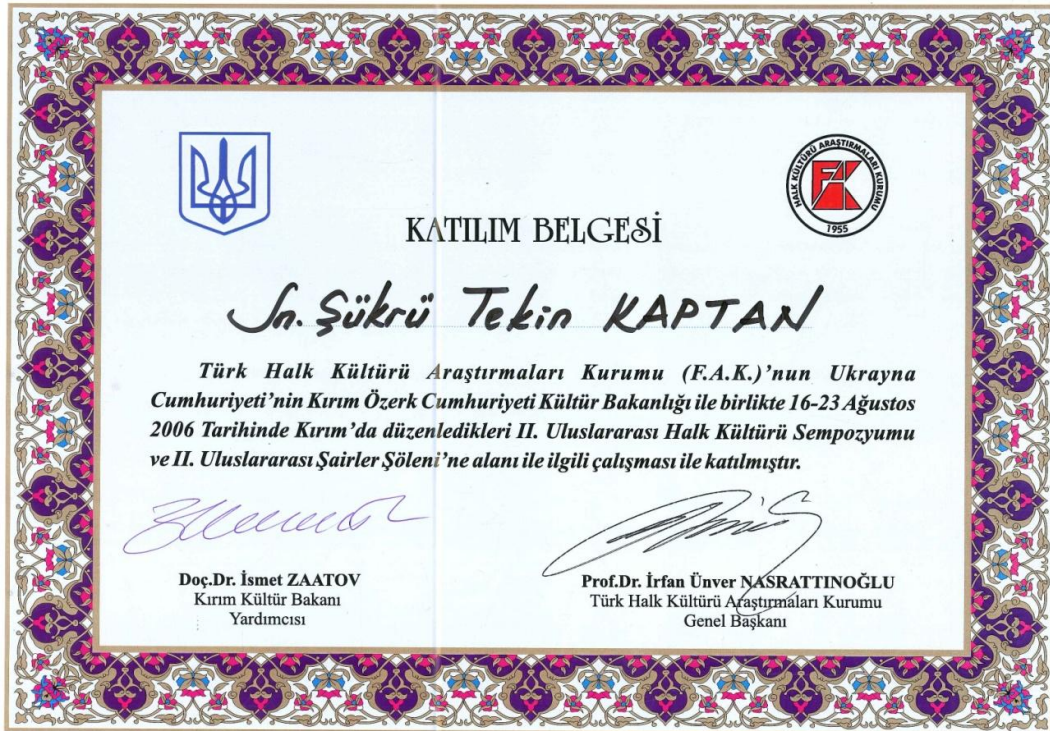 HALK KÜLTÜRÜ ARAŞTIRMALARI KURUMU
FAK
1955
KATILIM BELGESİ
Sn. Şükrü Tekin KAPTAN
Türk Halk Kültürü Araştırmaları Kurumu (F.A.K.)'nun Ukrayna
Cumhuriyeti'nin Kırım Özerk Cumhuriyeti Kültür Bakanlığı ile birlikte 16-23 Ağustos
2006 Tarihinde Kırım'da düzenledikleri II. Uluslararası Halk Kültürü Sempozyumu
ve II. Uluslararası Şairler Şöleni'ne alanı ile ilgili çalışması ile katılmıştır.
Doç.Dr. İsmet ZAATOV
Kırım Kültür Bakanı
Yardımcısı
Prof.Dr. İrfan Ünver NASRATTINOĞLU
Türk Halk Kültürü Araştırmaları Kurumu
Genel Başkanı